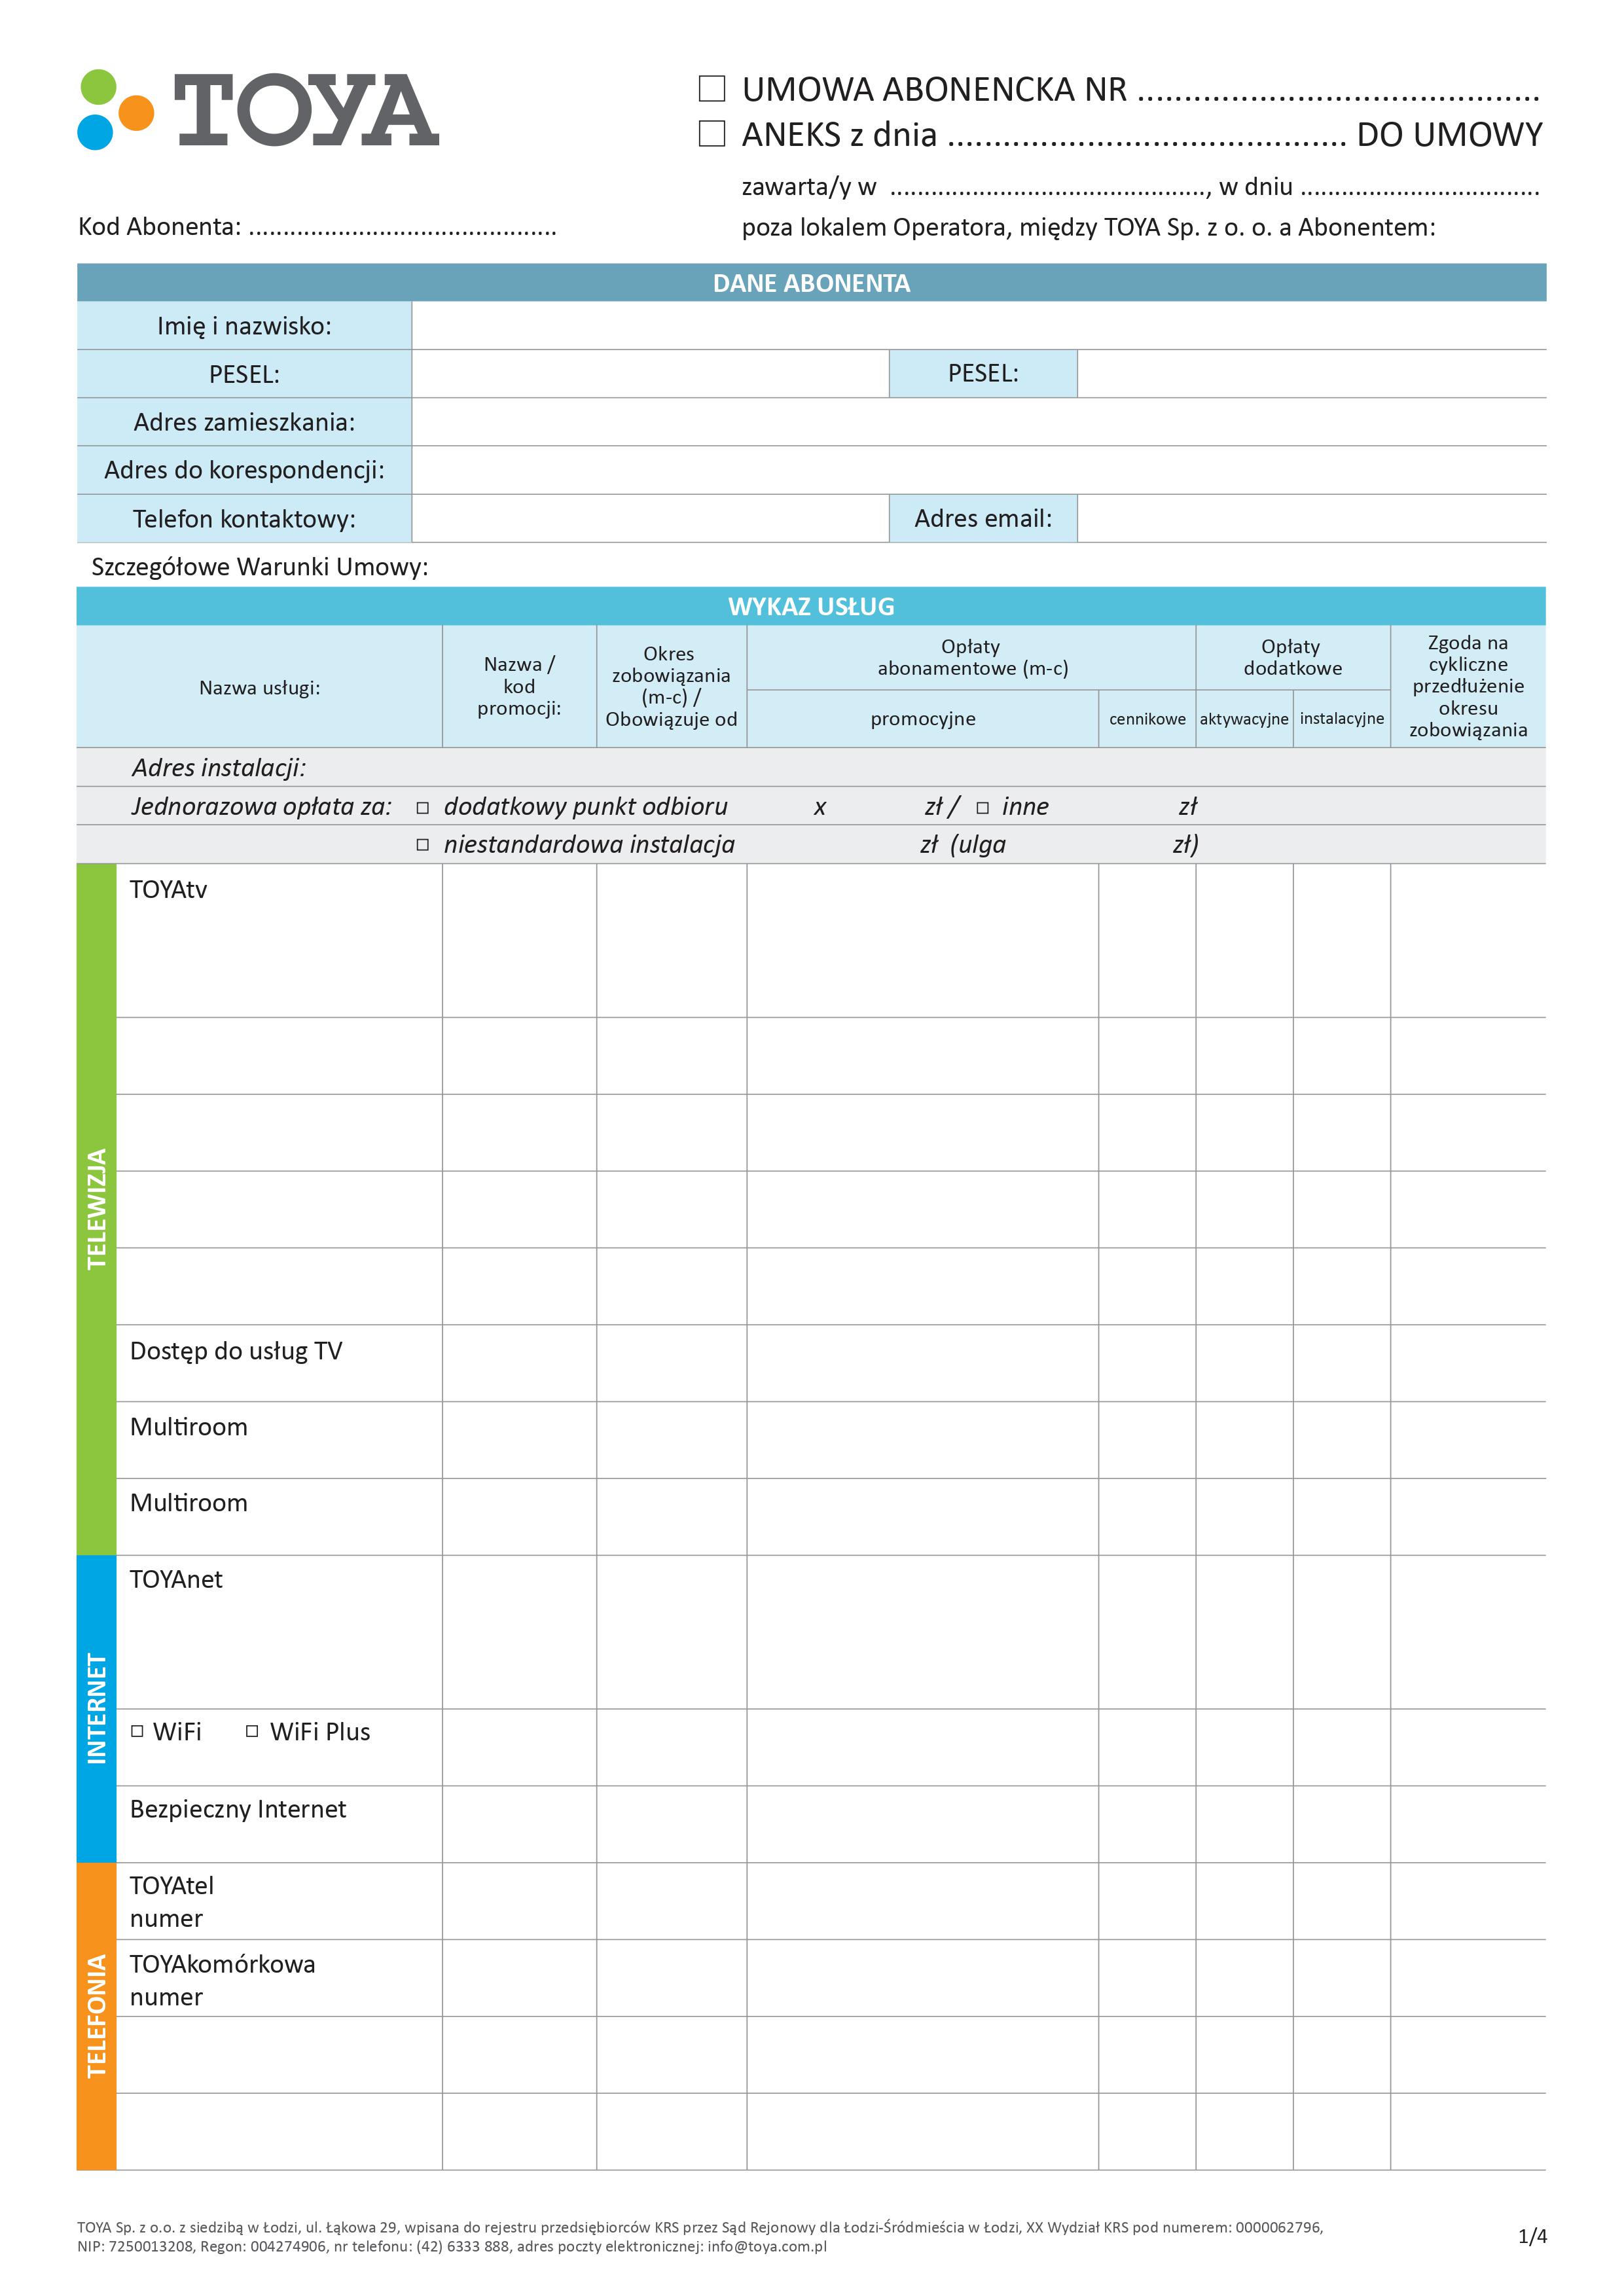 TOYA
□ UMOWA ABONENCKA NR ..........................................
□ ANEKS z dnia .......................................... DO UMOWY
zawarta/y w .............................................., w dniu ...................................
Kod Abonenta: .............................................
poza lokalem Operatora, między TOYA Sp. z o. o. a Abonentem:
DANE ABONENTA
Imię i nazwisko:
PESEL: PESEL:
Adres zamieszkania:
Adres do korespondencji:
Telefon kontaktowy: Adres email:
Szczegółowe Warunki Umowy:
WYKAZ USŁUG
Nazwa usługi:
Nazwa /
kod
promocji:
Okres
zobowiązania
(m-c) /
Obowiązuje od
Opłaty
abonamentowe (m-c)
promocyjne cennikowe
Opłaty
dodatkowe
aktywacyjne instalacyjne
Zgoda na
cykliczne
przedłużenie
okresu
zobowiązania
Adres instalacji:
Jednorazowa opłata za: □ dodatkowy punkt odbioru x zł / □ inne zł
□ niestandardowa instalacja zł (ulga zł)
TELEWIZJA
TOYAtv
Dostęp do usług TV
Multiroom
Multiroom
INTERNET
TOYAnet
□ WiFi □ WiFi Plus
Bezpieczny Internet
TELEFONIA
TOYAtel
numer
TOYAkomórkowa
numer
TOYA Sp. z o.o. z siedzibą w Łodzi, ul. Łąkowa 29, wpisana do rejestru przedsiębiorców KRS przez Sąd Rejonowy dla Łodzi-Śródmieścia w Łodzi, XX Wydział KRS pod numerem: 0000062796,
NIP: 7250013208, Regon: 004274906, nr telefonu: (42) 6333 888, adres poczty elektronicznej: info@toya.com.pl
1/4